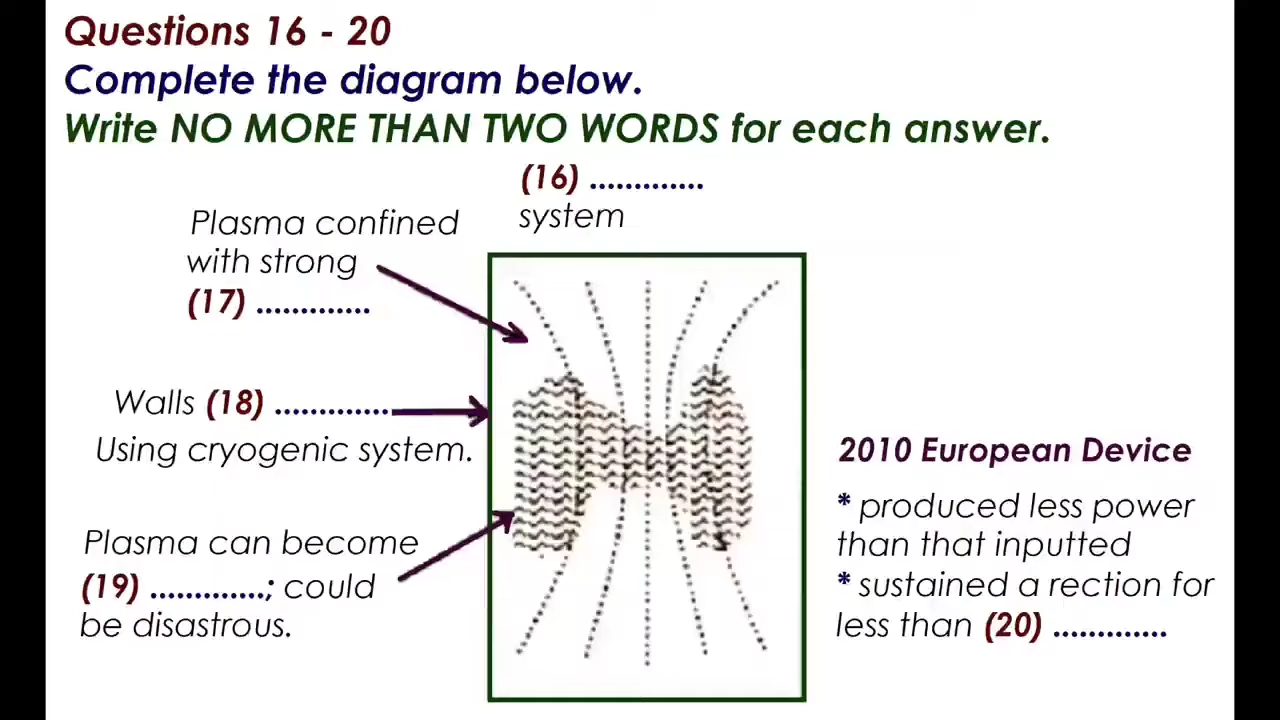 Questions 16 - 20
Complete the diagram below.
Write NO MORE THAN TWO WORDS for each answer.
(16) .............
system
Plasma confined
with strong
(17) .............
Walls (18) .............
Using cryogenic system.
Plasma can become
(19) .............; could
be disastrous.
2010 European Device
* produced less power
than that inputted
* sustained a rection for
less than (20) .............